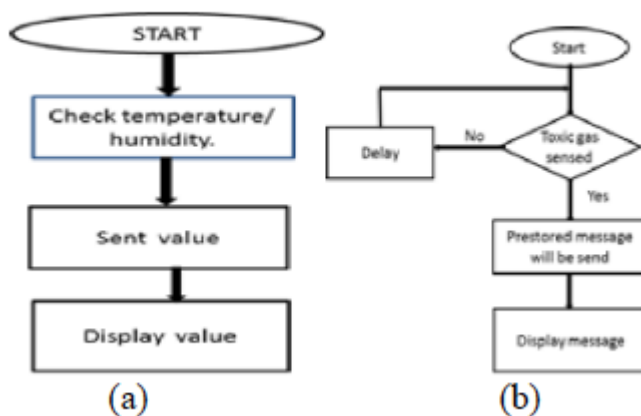 START
Check temperature/
humidity.
Sent value
Display value
(a)
Start
Toxic gas
sensed
No
Delay
Yes
Prestored message
will be send
Display message
(b)